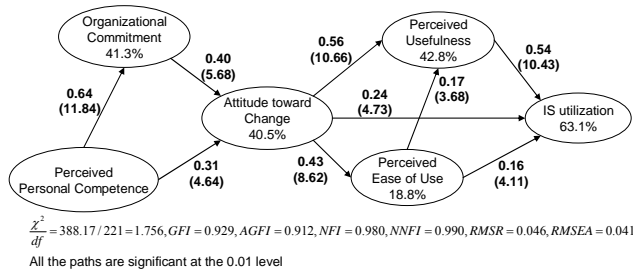 Organizational
Commitment
41.3%
Perceived
Usefulness
42.8%
0.56
(10.66)
0.54
(10.43)
0.40
(5.68)
0.17
(3.68)
0.64
(11.84)
0.24
(4.73)
Attitude toward
Change
40.5%
IS utilization
63.1%
Perceived
Personal Competence
0.31
(4.64)
0.43
(8.62)
Perceived
Ease of Use
18.8%
0.16
(4.11)
χ²/df = 388.17 / 221 = 1.756, GFI = 0.929, AGFI = 0.912, NFI = 0.980, NNFI = 0.990, RMSR = 0.046, RMSEA = 0.041
All the paths are significant at the 0.01 level